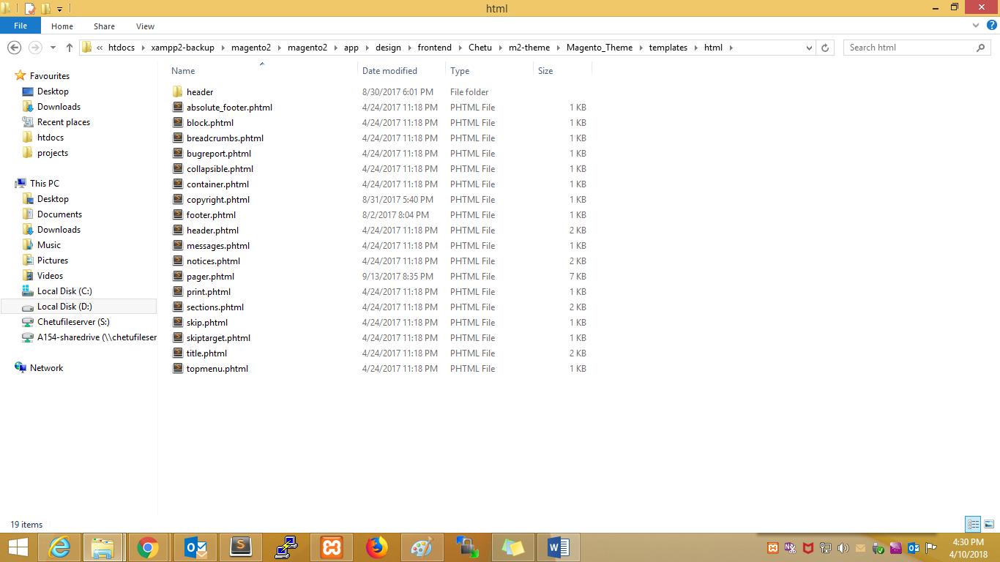 html
File Home Share View
« htdocs xampp2-backup magento2 magento2 app design frontend Chetu m2-theme Magento_Theme templates html
Search html
Name Date modified Type Size
Favourites
Desktop
Downloads
Recent places
htdocs
projects
This PC
Desktop
Documents
Downloads
Music
Pictures
Videos
Local Disk (C:)
Local Disk (D:)
Chetufileserver (S:)
A154-sharedrive (\\chetufileser
Network
header 8/30/2017 6:01 PM File folder
absolute_footer.phtml 4/24/2017 11:18 PM PHTML File 1 KB
block.phtml 4/24/2017 11:18 PM PHTML File 1 KB
breadcrumbs.phtml 4/24/2017 11:18 PM PHTML File 1 KB
bugreport.phtml 4/24/2017 11:18 PM PHTML File 1 KB
collapsible.phtml 4/24/2017 11:18 PM PHTML File 1 KB
container.phtml 4/24/2017 11:18 PM PHTML File 1 KB
copyright.phtml 8/31/2017 5:40 PM PHTML File 1 KB
footer.phtml 8/2/2017 8:04 PM PHTML File 1 KB
header.phtml 4/24/2017 11:18 PM PHTML File 2 KB
messages.phtml 4/24/2017 11:18 PM PHTML File 1 KB
notices.phtml 4/24/2017 11:18 PM PHTML File 2 KB
pager.phtml 9/13/2017 8:35 PM PHTML File 7 KB
print.phtml 4/24/2017 11:18 PM PHTML File 1 KB
sections.phtml 4/24/2017 11:18 PM PHTML File 2 KB
skip.phtml 4/24/2017 11:18 PM PHTML File 1 KB
skiptarget.phtml 4/24/2017 11:18 PM PHTML File 1 KB
title.phtml 4/24/2017 11:18 PM PHTML File 2 KB
topmenu.phtml 4/24/2017 11:18 PM PHTML File 1 KB
19 items
4:30 PM
4/10/2018